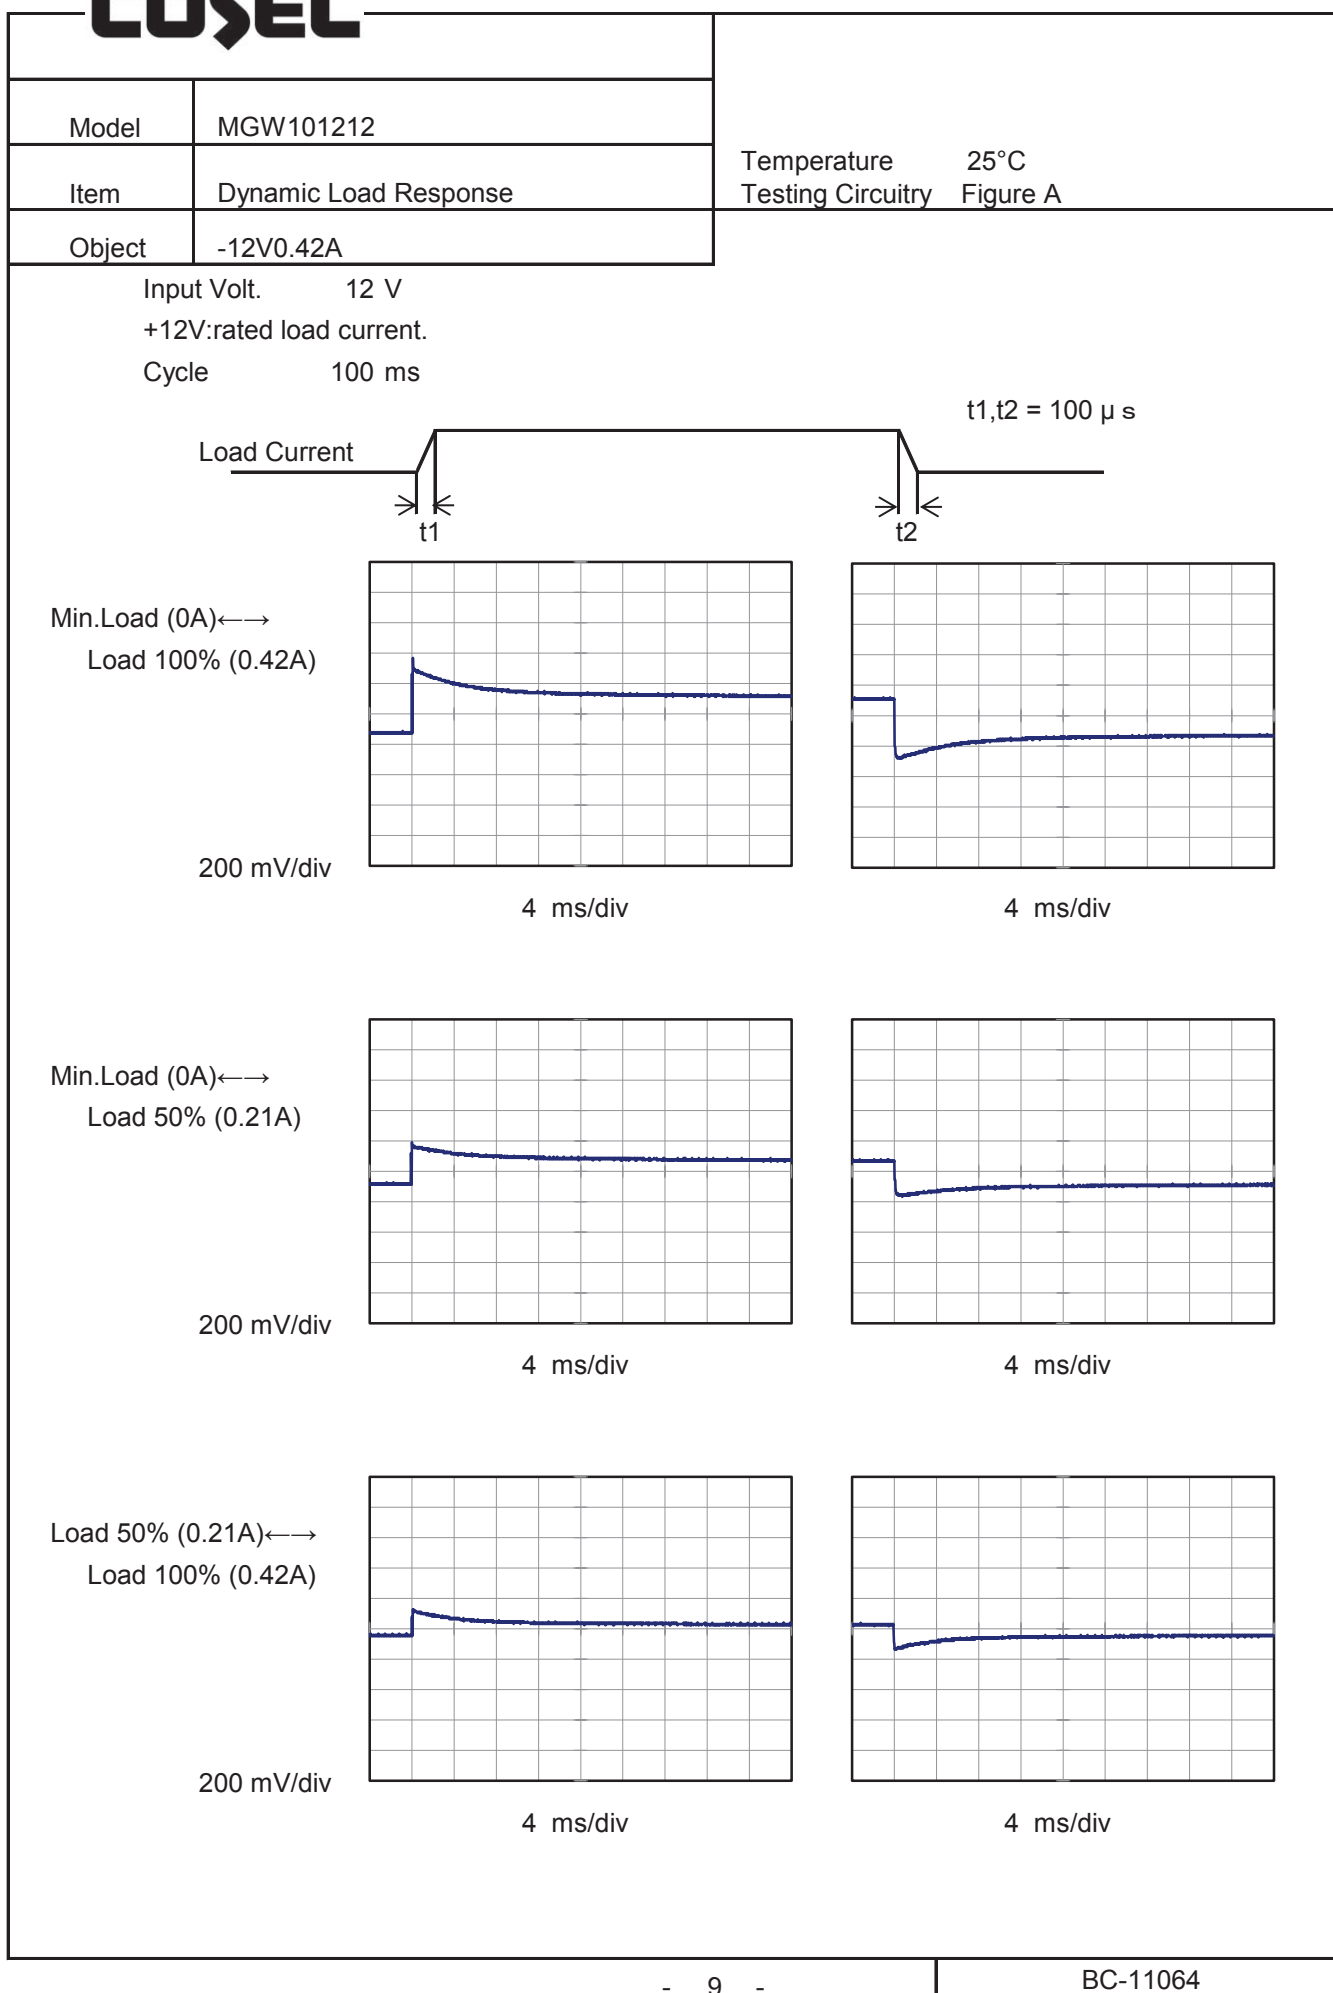 COSEL
Model MGW101212
Item Dynamic Load Response
Temperature 25°C
Testing Circuitry Figure A
Object -12V0.42A
Input Volt. 12 V
+12V:rated load current.
Cycle 100 ms
t1,t2 = 100 μs
Load Current
t1 t2
Min.Load (0A)←→
Load 100% (0.42A)
200 mV/div
4 ms/div 4 ms/div
Min.Load (0A)←→
Load 50% (0.21A)
200 mV/div
4 ms/div 4 ms/div
Load 50% (0.21A)←→
Load 100% (0.42A)
200 mV/div
4 ms/div 4 ms/div
- 9 -
BC-11064